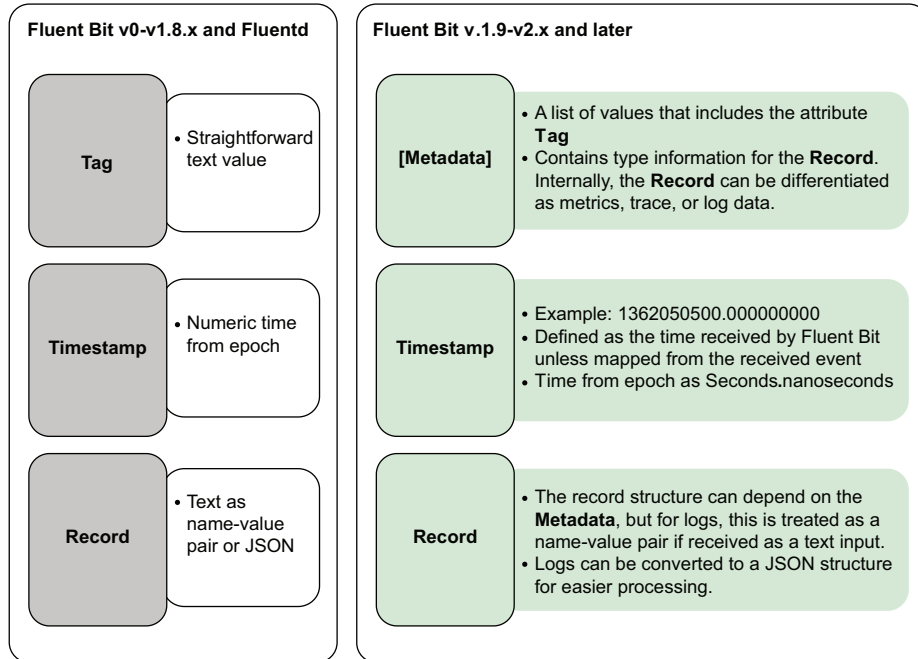 Fluent Bit v0-v1.8.x and Fluentd
Tag
• Straightforward
text value
Timestamp
• Numeric time
from epoch
Record
• Text as
name-value
pair or JSON
Fluent Bit v.1.9-v2.x and later
[Metadata]
• A list of values that includes the attribute
Tag
• Contains type information for the Record.
Internally, the Record can be differentiated
as metrics, trace, or log data.
Timestamp
• Example: 1362050500.000000000
• Defined as the time received by Fluent Bit
unless mapped from the received event
• Time from epoch as Seconds.nanoseconds
Record
• The record structure can depend on the
Metadata, but for logs, this is treated as a
name-value pair if received as a text input.
• Logs can be converted to a JSON structure
for easier processing.